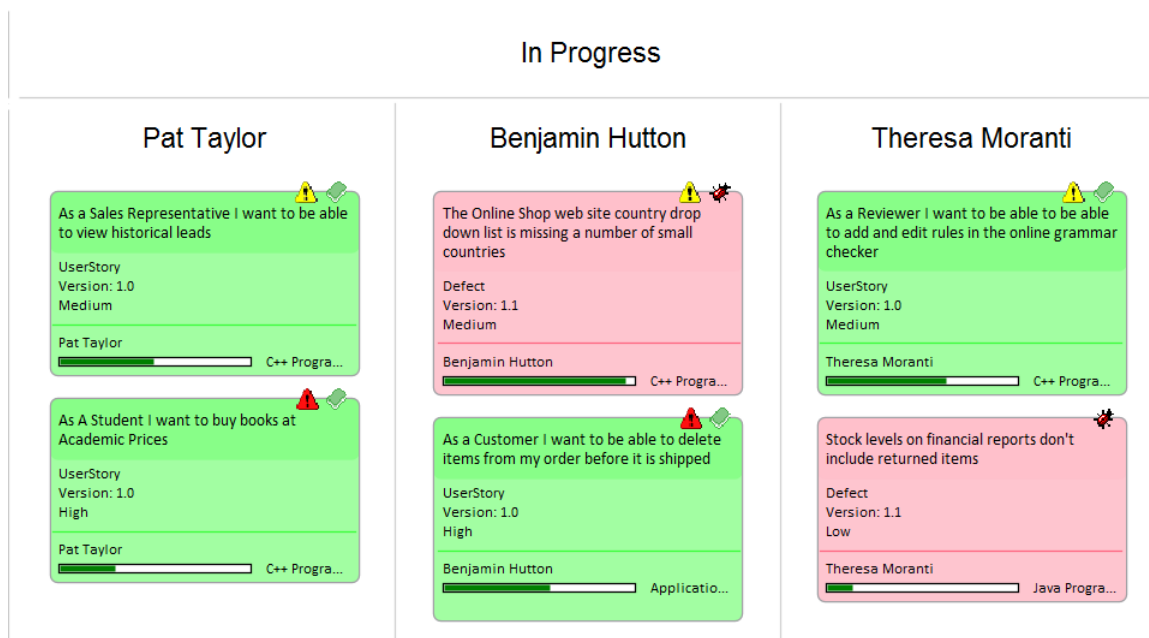 In Progress
Pat Taylor
As a Sales Representative I want to be able
to view historical leads
UserStory
Version: 1.0
Medium
Pat Taylor
C++ Progra...
As A Student I want to buy books at
Academic Prices
UserStory
Version: 1.0
High
Pat Taylor
C++ Progra...
Benjamin Hutton
The Online Shop web site country drop
down list is missing a number of small
countries
Defect
Version: 1.1
Medium
Benjamin Hutton
C++ Progra...
As a Customer I want to be able to delete
items from my order before it is shipped
UserStory
Version: 1.0
High
Benjamin Hutton
Applicatio...
Theresa Moranti
As a Reviewer I want to be able to be able
to add and edit rules in the online grammar
checker
UserStory
Version: 1.0
Medium
Theresa Moranti
C++ Progra...
Stock levels on financial reports don't
include returned items
Defect
Version: 1.1
Low
Theresa Moranti
Java Progra...